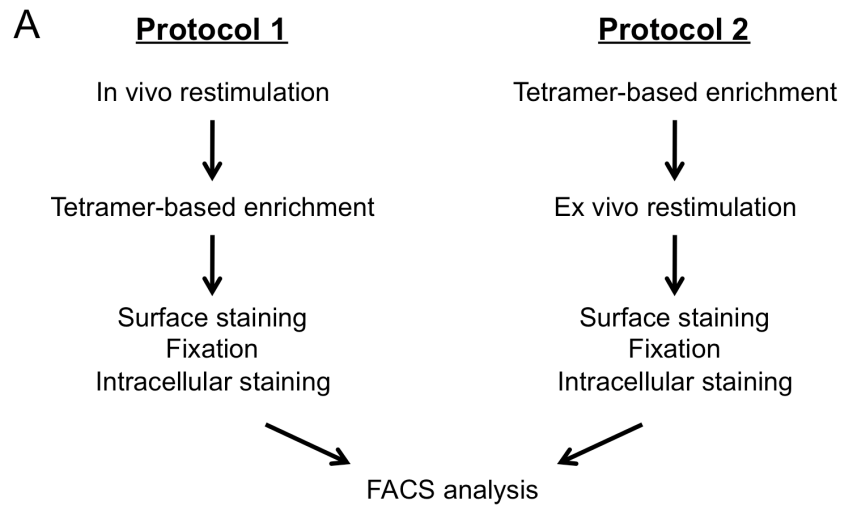 A
Protocol 1
In vivo restimulation
Tetramer-based enrichment
Surface staining
Fixation
Intracellular staining
Protocol 2
Tetramer-based enrichment
Ex vivo restimulation
Surface staining
Fixation
Intracellular staining
FACS analysis